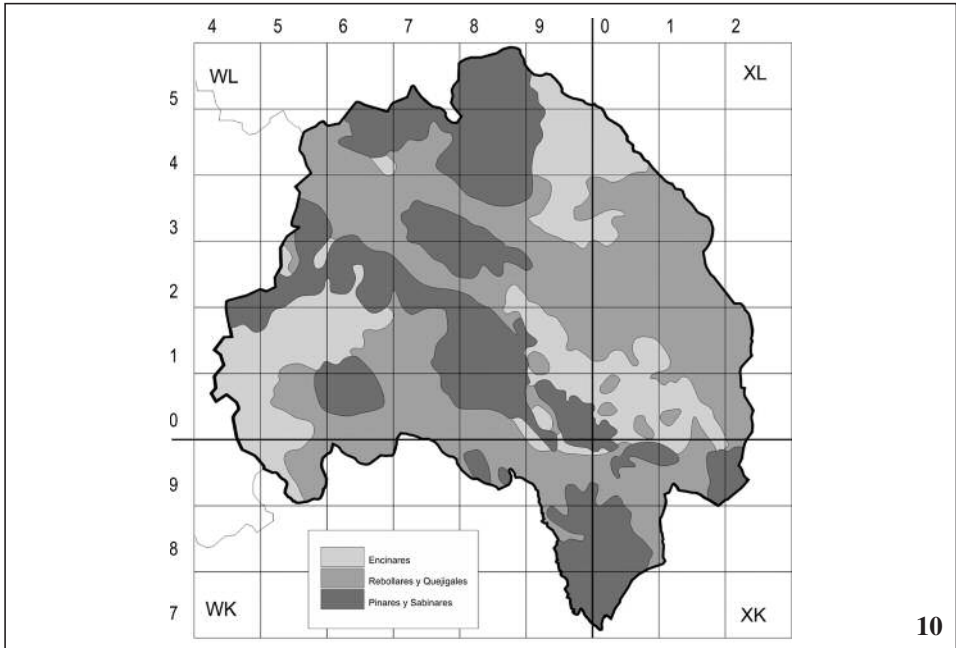 4 5 6 7 8 9 0 1 2
WL XL
5
4
3
2
1
0
9
8
7
Encinares
Rebollares y Quejigales
Pinares y Sabinares
WK XK
10